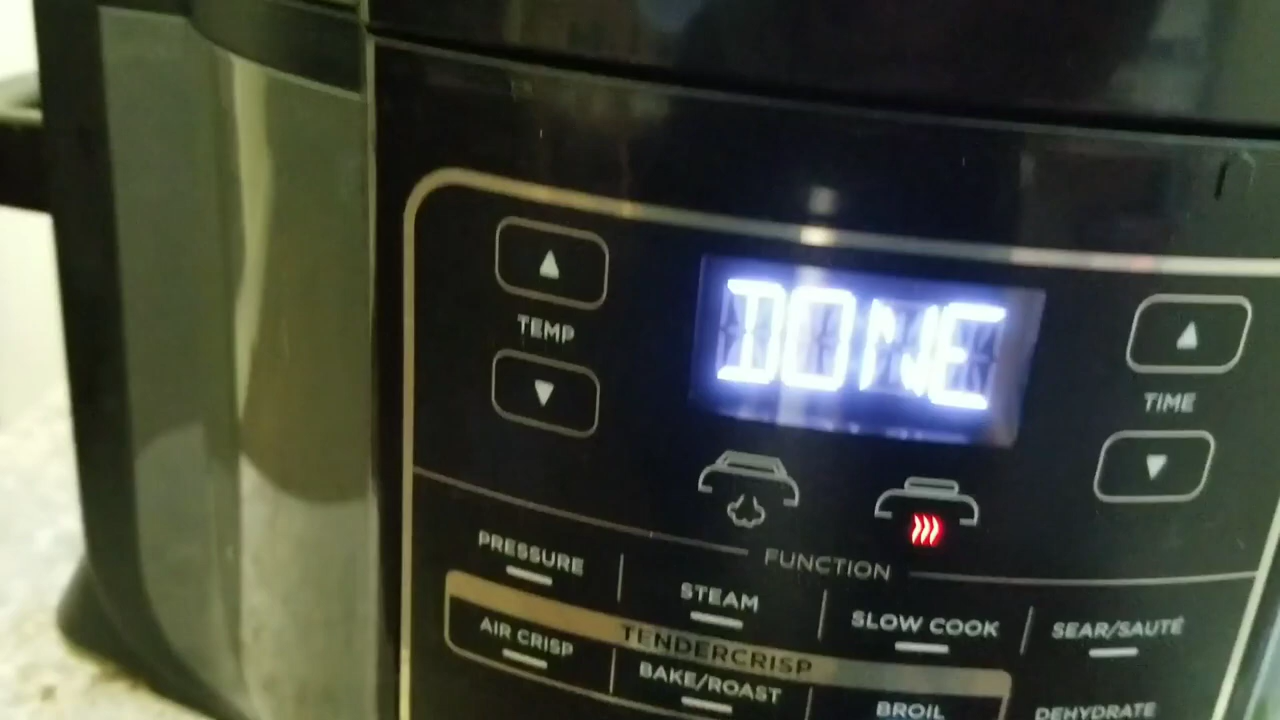 DONE
TEMP
TIME
FUNCTION
PRESSURE
STEAM
SLOW COOK
SEAR/SAUTÉ
TENDERCRISP
AIR CRISP
BAKE/ROAST
BROIL
DEHYDRATE